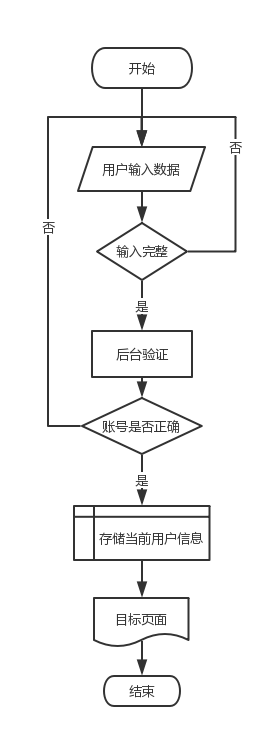 开始
否
用户输入数据
否
输入完整
是
后台验证
账号是否正确
是
存储当前用户信息
目标页面
结束